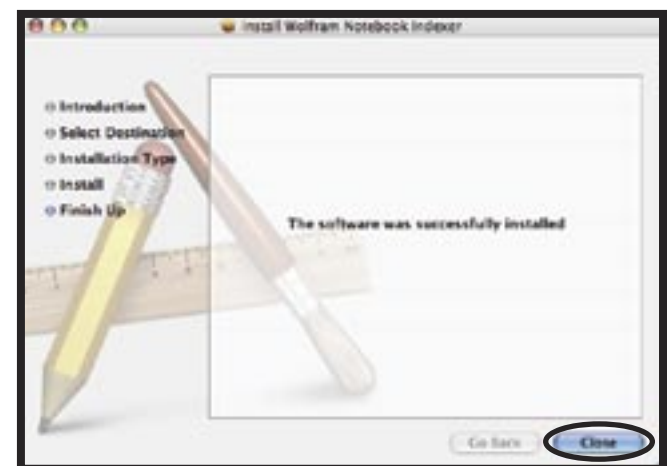 Install Wolfram Notebook Indexer
Introduction
Select Destination
Installation Type
Install
Finish Up
The software was successfully installed
Go Back
Close